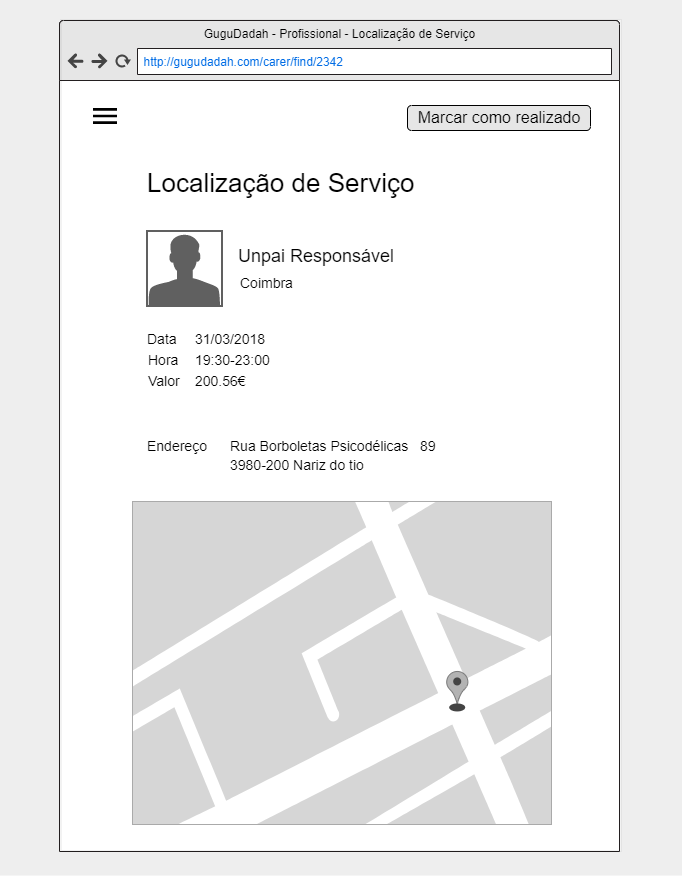 GuguDadah - Profissional - Localização de Serviço
http://gugudadah.com/carer/find/2342
Marcar como realizado
Localização de Serviço
Unpai Responsável
Coimbra
Data 31/03/2018
Hora 19:30-23:00
Valor 200.56€
Endereço Rua Borboletas Psicodélicas 89
3980-200 Nariz do tio